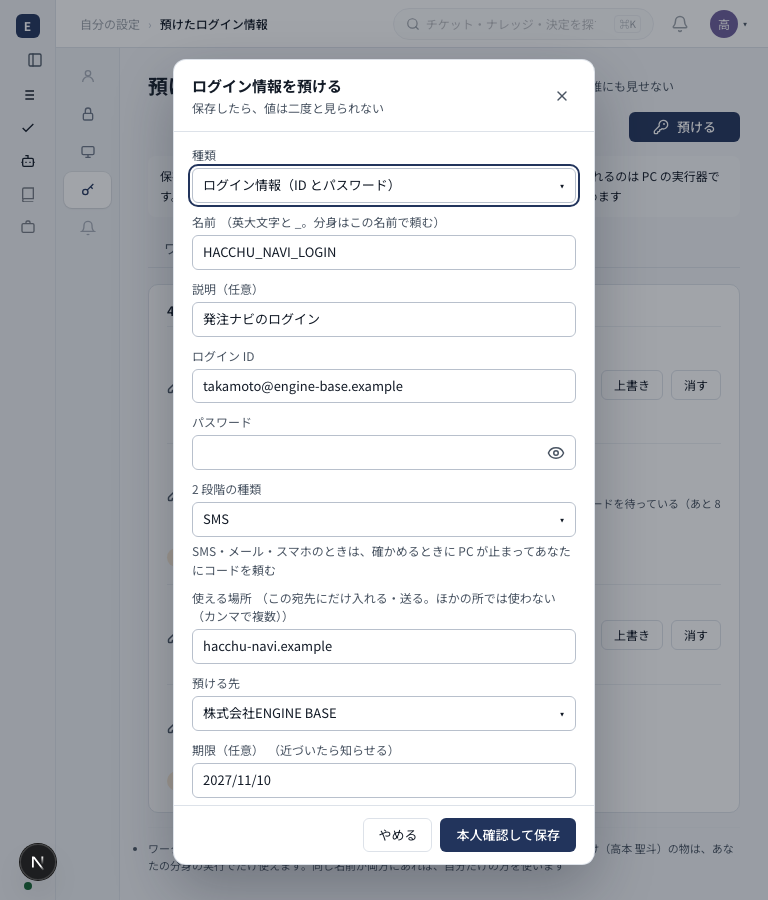 E
自分の設定 › 預けたログイン情報
チケット・ナレッジ・決定を探
⌘K
高
ログイン情報を預ける
保存したら、値は二度と見られない
誰にも見せない
預ける
種類
ログイン情報（ID とパスワード）
れるのは PC の実行器で
名前 （英大文字と _。分身はこの名前で頼む）
HACCHU_NAVI_LOGIN
説明（任意）
発注ナビのログイン
ログイン ID
takamoto@engine-base.example
上書き
消す
パスワード
2 段階の種類
SMS
ードを待っている（あと 8
SMS・メール・スマホのときは、確かめるときに PC が止まってあなた
にコードを頼む
使える場所 （この宛先にだけ入れる・送る。ほかの所では使わない
（カンマで複数））
hacchu-navi.example
上書き
消す
預ける先
株式会社ENGINE BASE
期限（任意） （近づいたら知らせる）
2027/11/10
やめる
本人確認して保存
N
ワー
（高本 聖斗）の物は、あな
たの分身の実行でだけ使えます。同じ名前が両方にあれば、自分だけの方を使います